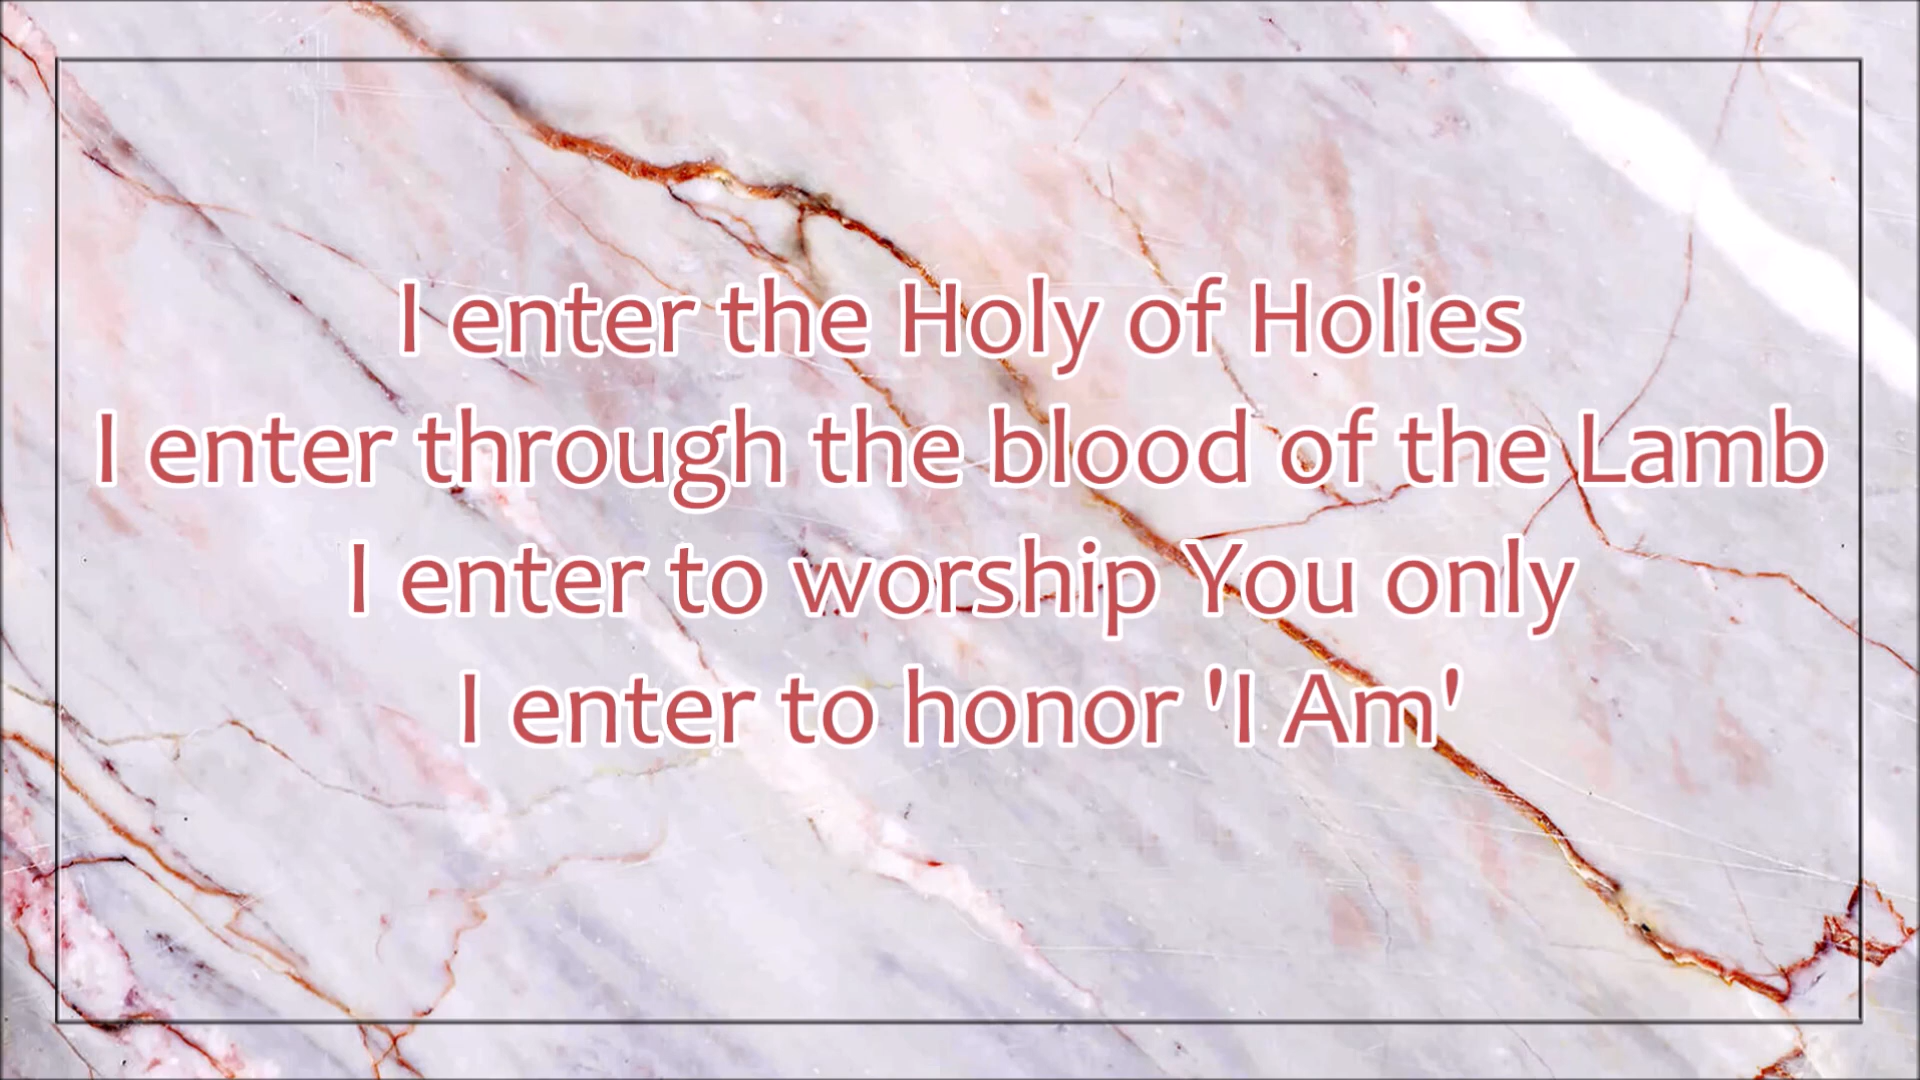 I enter the Holy of Holies
I enter through the blood of the Lamb
I enter to worship You only
I enter to honor 'I Am'